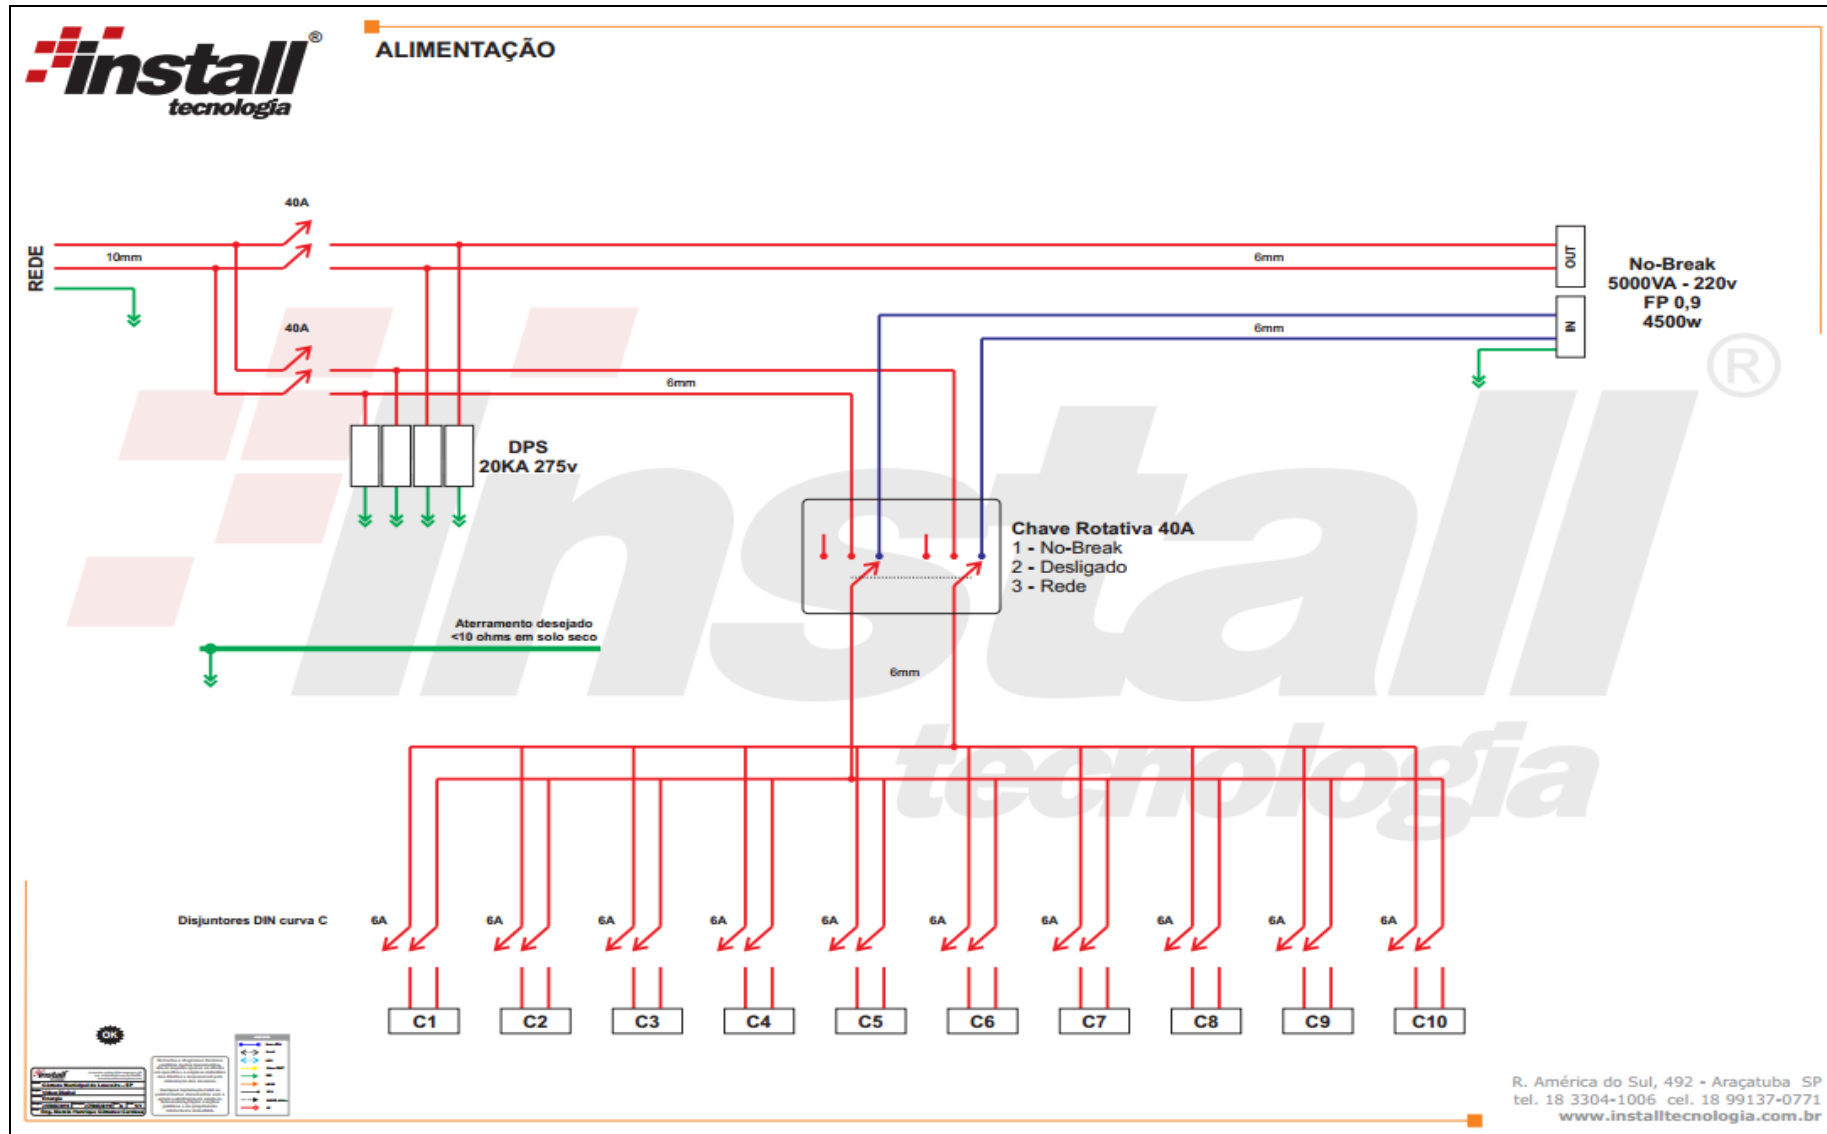 install®
tecnologia
ALIMENTAÇÃO
40A
REDE
10mm
6mm
OUT
No-Break
5000VA - 220v
FP 0,9
4500w
IN
6mm
40A
6mm
DPS
20KA 275v
Chave Rotativa 40A
1 - No-Break
2 - Desligado
3 - Rede
Aterramento desejado
<10 ohms em solo seco
6mm
install®
tecnologia
Disjuntores DIN curva C
6A 6A 6A 6A 6A 6A 6A 6A 6A 6A
C1 C2 C3 C4 C5 C6 C7 C8 C9 C10
OK
install
R. América do Sul, 492 - Araçatuba SP
tel. 18 3304-1006 cel. 18 99137-0771
www.installtecnologia.com.br